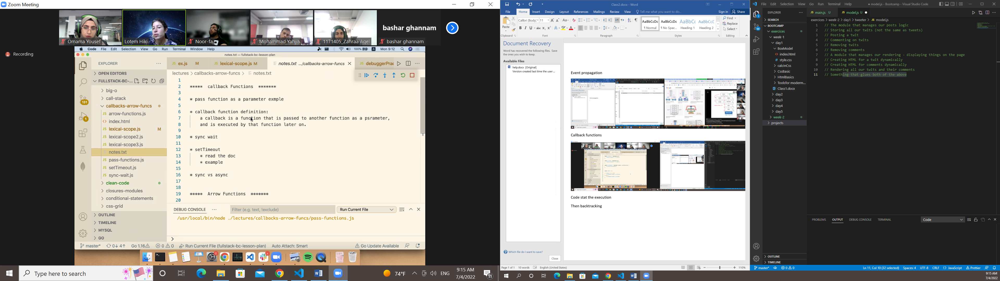 Zoom Meeting
Omama Yousef
Lotem Hiki
Noor-fa
Mohammad Yahya
1171405_Zahraa Aqel
bashar ghannam
bashar ghannam
Recording
Code File Edit Selection View Go Run Terminal Window Help
100% A Mon 9:12
notes.txt — fullstack-bc-lesson-plan
EXPLORER
JS ex.js M
JS lexical-scope.js M
notes.txt .../callbacks-arrow-funcs
JS debuggerPrac
OPEN EDITORS
FULLSTACK-BC-...
lectures > callbacks-arrow-funcs > notes.txt
big-o
call-stack
callbacks-arrow-funcs
JS arrow-functions.js
<> index.html
JS lexical-scope.js M
JS lexical-scope2.js
JS lexical-scope3.js
notes.txt
JS pass-functions.js
JS setTimeout.js
JS sync-wait.js
clean-code
closures-modules
conditional-statements
css-grid
OUTLINE
TIMELINE
MYSQL
GO
131
1
1
2 ***** callback Functions *******
3
4 * pass function as a parameter exmple
5
6 * callback function definition:
7 a callback is a function that is passed to another function as a psrameter,
8 and is executed by that function later on.
9
10 * sync wait
11
12 * setTimeout
13 * read the doc
14 * example
15
16 * sync vs async
17
18
19 ***** Arrow Functions *******
20
DEBUG CONSOLE ... Filter (e.g. text, !exclude) Run Current File
/usr/local/bin/node ./lectures/callbacks-arrow-funcs/pass-functions.js
>
master* 0↓ 4↑ Go 1.16 0 0 Run Current File (fullstack-bc-lesson-plan) Auto Attach: Smart Go Update Available
Type here to search
74°F ENG 9:15 AM
7/4/2022
11
Class2.docx - Word
File Home Insert Design Layout References Mailings Review View Tell me what you want to do... Sign in Share
Paste
Calibri (Body) 11
AaBbCcDc AaBbCcDc AaBbCc AaBbCcC
¶ Normal ¶ No Spac... Heading 1 Heading 2
Find
Replace
Select
Clipboard Font Paragraph Styles Editing
Document Recovery
Word has recovered the following files. Save
the ones you wish to keep.
Available Files
help.docx [Original]
Version created last time the user ...
Which file do I want to save?
Close
Event propagation
Callback functions
Code stat the execution
Then backtracking
Page 1 of 1 10 words English (United States) 110%
File Edit Selection View Go Run Terminal Help
● model.js - Bootcamp - Visual Studio Code
EXPLORER
SEARCH
BOOTCAMP
exercices
week-1
day1
BoxModel
<> index.html
# style.css
calcInCss
CssBasic
HtmlBasics
Toolsfor moderm...
Class1.docx
day2
day3
day4
day5
week-2
projects
OUTLINE
TIMELINE
1
64
JS main.js U
JS model.js U ●
exercices > week-2 > day1 > tweeter > JS model.js
1 // The module that manages our posts logic
2 // Storing all our twits (not the same as tweets)
3 // Posting a twit
4 // Commenting on twits
5 // Removing twits
6 // Removing comments
7 // A module that manages our rendering - displaying things on the page
8 // Creating HTML for a twit dynamically
9 // Creating HTML for comments dynamically
10 // Rendering all our twits and their comments
11 // Something that glues both of the above
PROBLEMS OUTPUT DEBUG CONSOLE TERMINAL Code
master* 0 0 Ln 11, Col 10 (32 selected) Spaces: 4 UTF-8 CRLF {} JavaScript Prettier
9:15 AM
7/4/2022